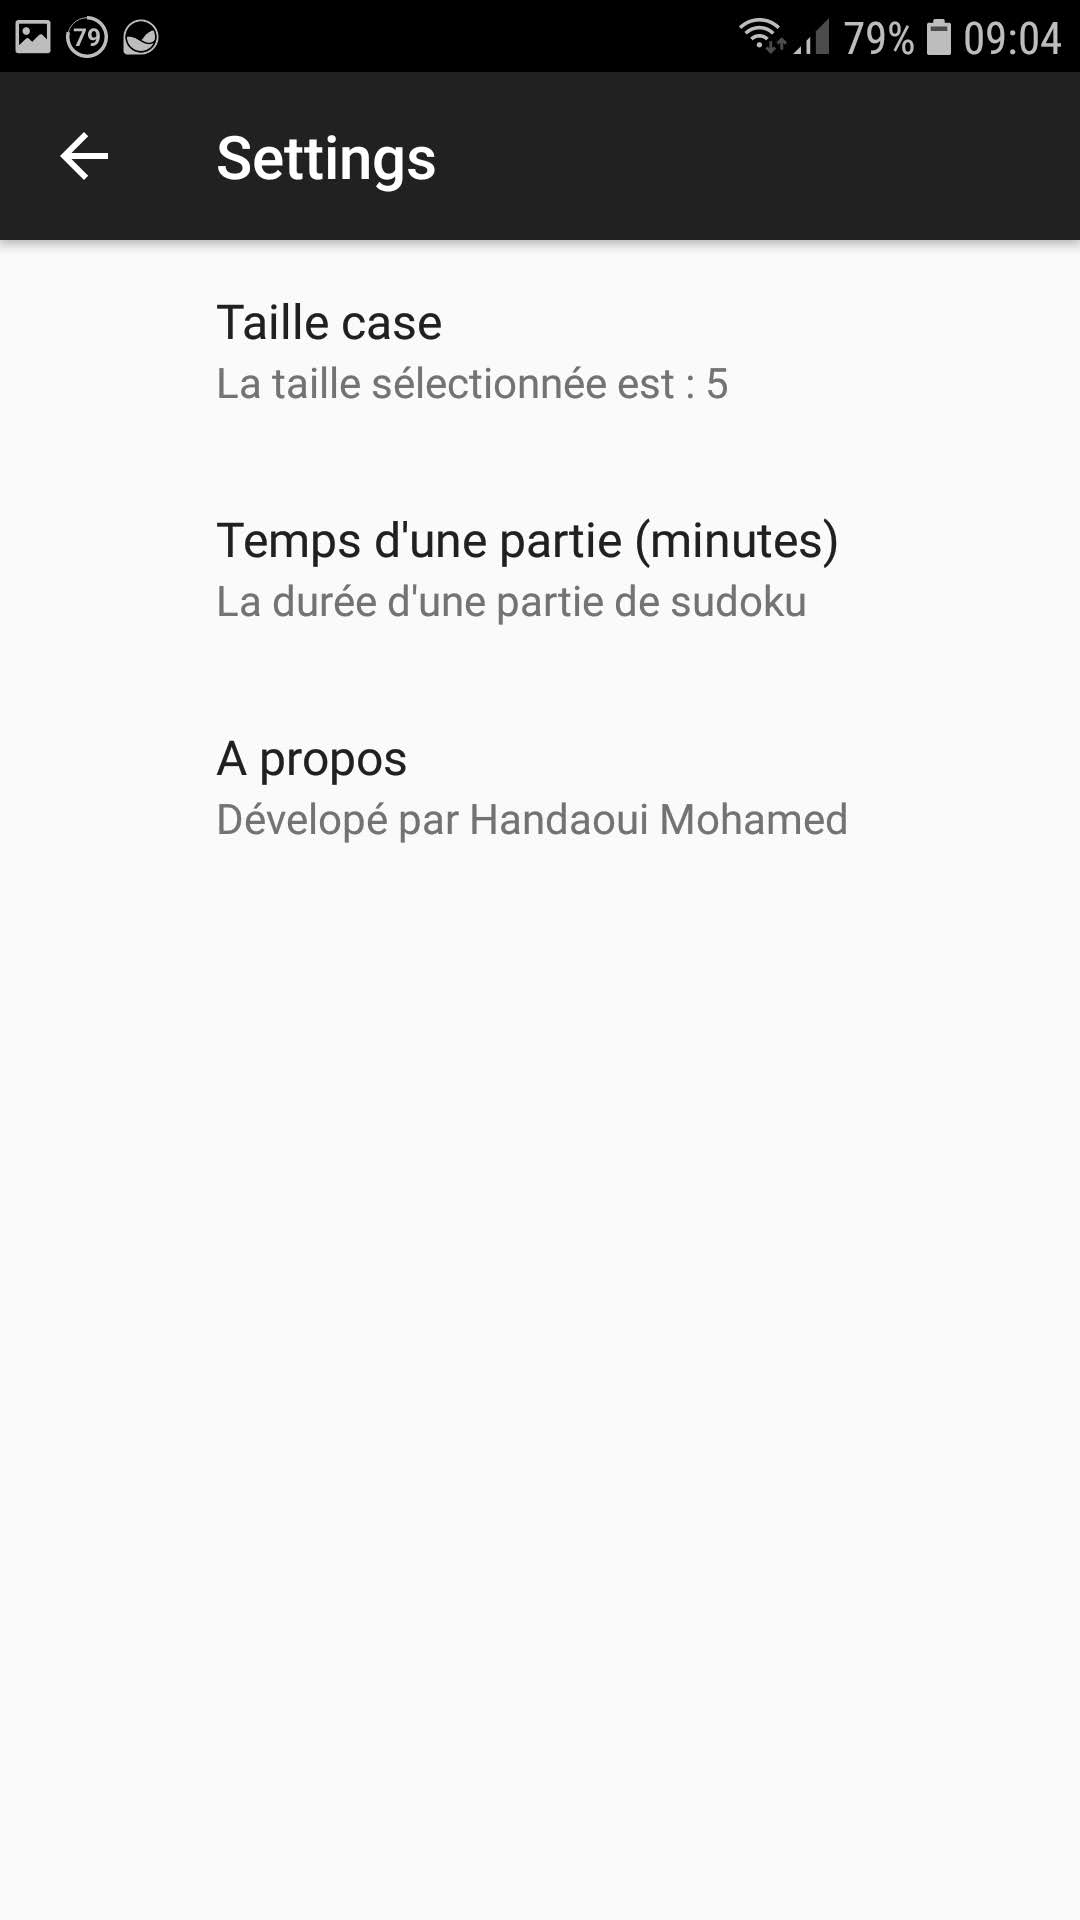 79 79% 09:04
Settings
Taille case
La taille sélectionnée est : 5
Temps d'une partie (minutes)
La durée d'une partie de sudoku
A propos
Dévelopé par Handaoui Mohamed